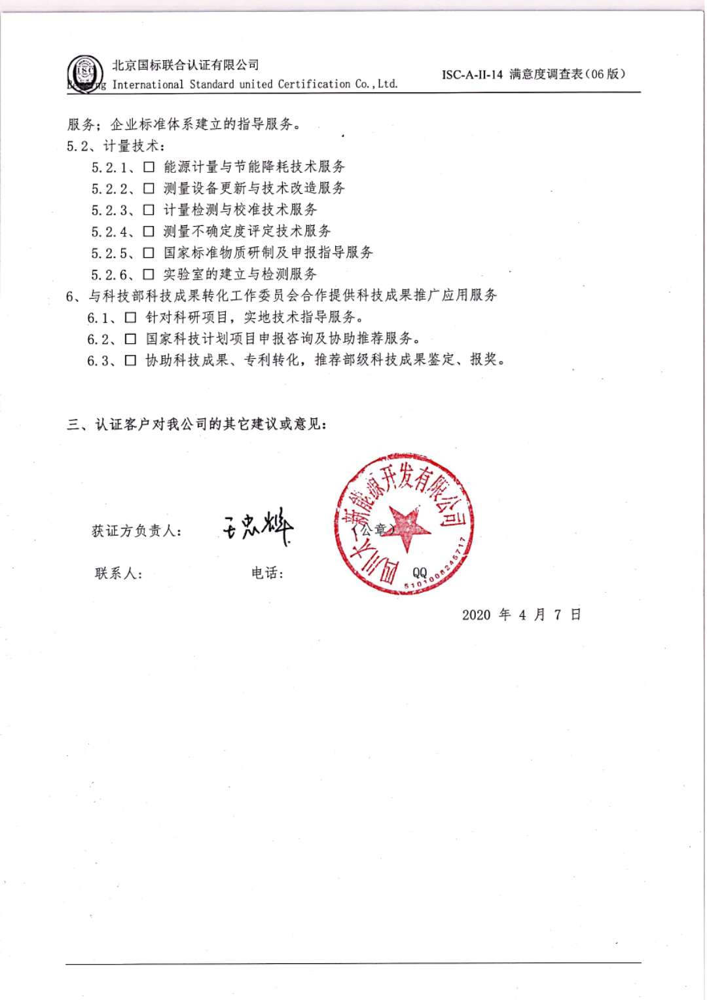 ISC
北京国标联合认证有限公司
Beijing International Standard united Certification Co.,Ltd.
ISC-A-II-14 满意度调查表(06 版)
服务；企业标准体系建立的指导服务。
5.2、计量技术：
5.2.1、□ 能源计量与节能降耗技术服务
5.2.2、□ 测量设备更新与技术改造服务
5.2.3、□ 计量检测与校准技术服务
5.2.4、□ 测量不确定度评定技术服务
5.2.5、□ 国家标准物质研制及申报指导服务
5.2.6、□ 实验室的建立与检测服务
6、与科技部科技成果转化工作委员会合作提供科技成果推广应用服务
6.1、□ 针对科研项目，实地技术指导服务。
6.2、□ 国家科技计划项目申报咨询及协助推荐服务。
6.3、□ 协助科技成果、专利转化，推荐部级科技成果鉴定、报奖。
三、认证客户对我公司的其它建议或意见：
四川六一新能源开发有限公司
获证方负责人： 王忠烨 （公章）
联系人： 电话： QQ
5101008245717
2020 年 4 月 7 日